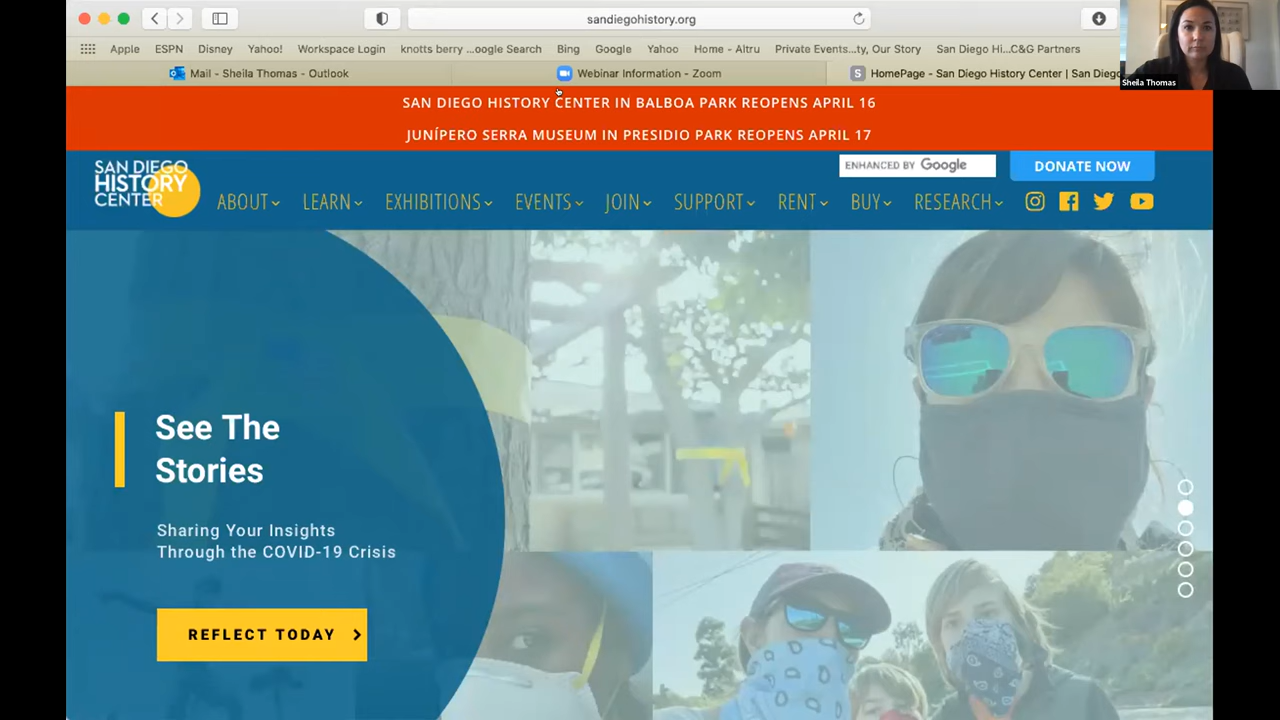 sandiegohistory.org
Apple ESPN Disney Yahoo! Workspace Login knotts berry ...oogle Search Bing Google Yahoo Home - Altru Private Events...ty, Our Story San Diego Hi...C&G Partners
Mail - Sheila Thomas - Outlook Webinar Information - Zoom S HomePage - San Diego History Center | San Diego
Sheila Thomas
SAN DIEGO HISTORY CENTER IN BALBOA PARK REOPENS APRIL 16
JUNÍPERO SERRA MUSEUM IN PRESIDIO PARK REOPENS APRIL 17
SAN DIEGO
HISTORY
CENTER
ENHANCED BY Google DONATE NOW
ABOUT LEARN EXHIBITIONS EVENTS JOIN SUPPORT RENT BUY RESEARCH
See The
Stories
Sharing Your Insights
Through the COVID-19 Crisis
REFLECT TODAY